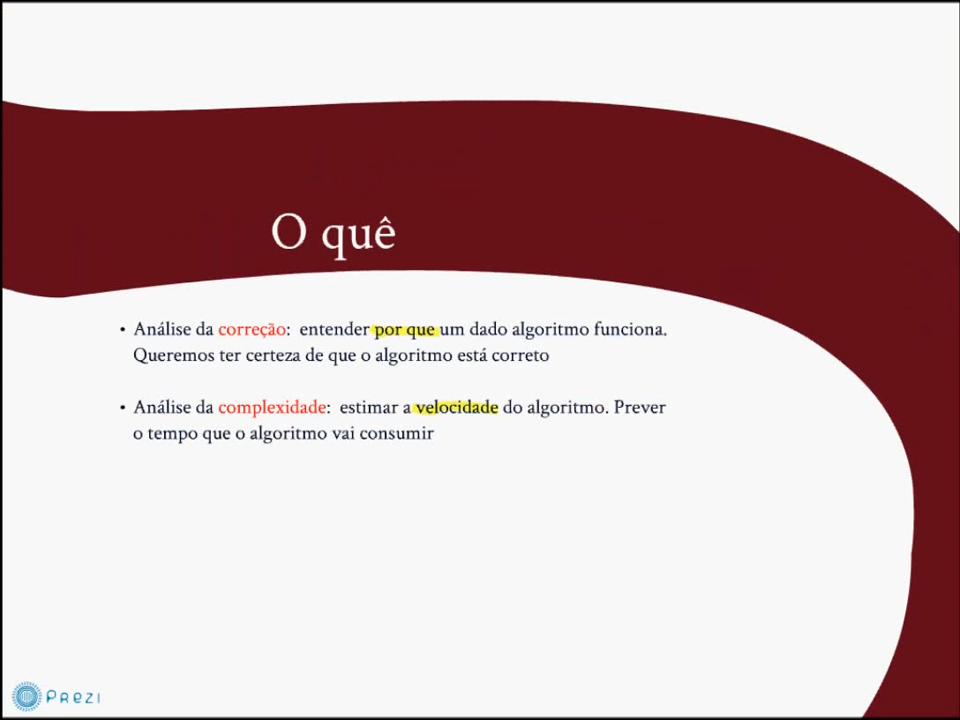 O quê
• Análise da correção: entender por que um dado algoritmo funciona.
Queremos ter certeza de que o algoritmo está correto
• Análise da complexidade: estimar a velocidade do algoritmo. Prever
o tempo que o algoritmo vai consumir
Prezi